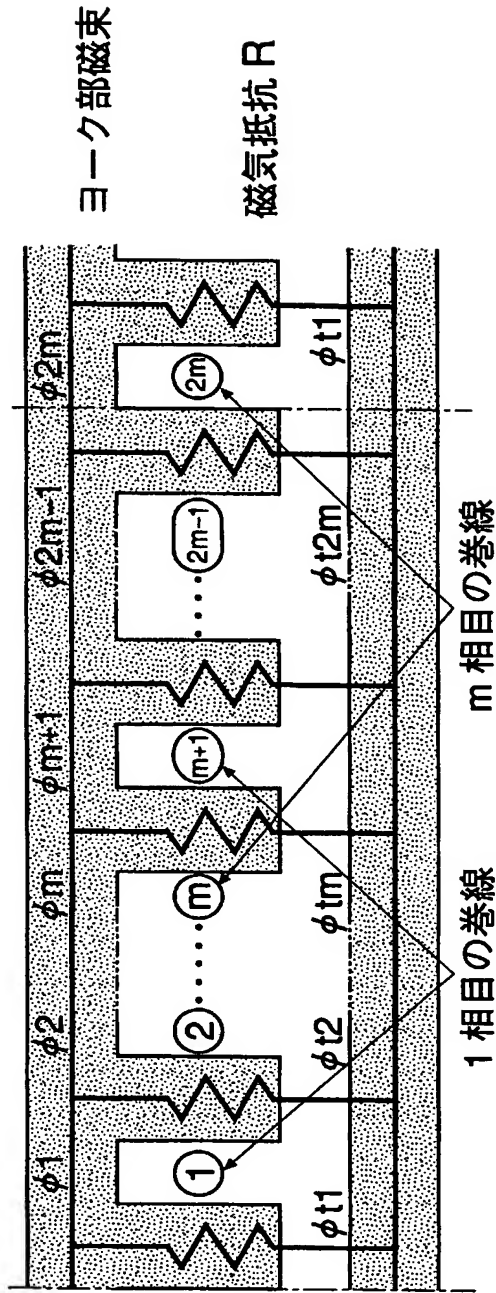 ヨーク部磁束
φ1 φ2 φm φm+1 φ2m-1 φ2m
磁気抵抗 R
1 2 ····· m m+1 ···· 2m-1 2m
φt1 φt2 φtm φt2m φt1
1 相目の巻線
m 相目の巻線